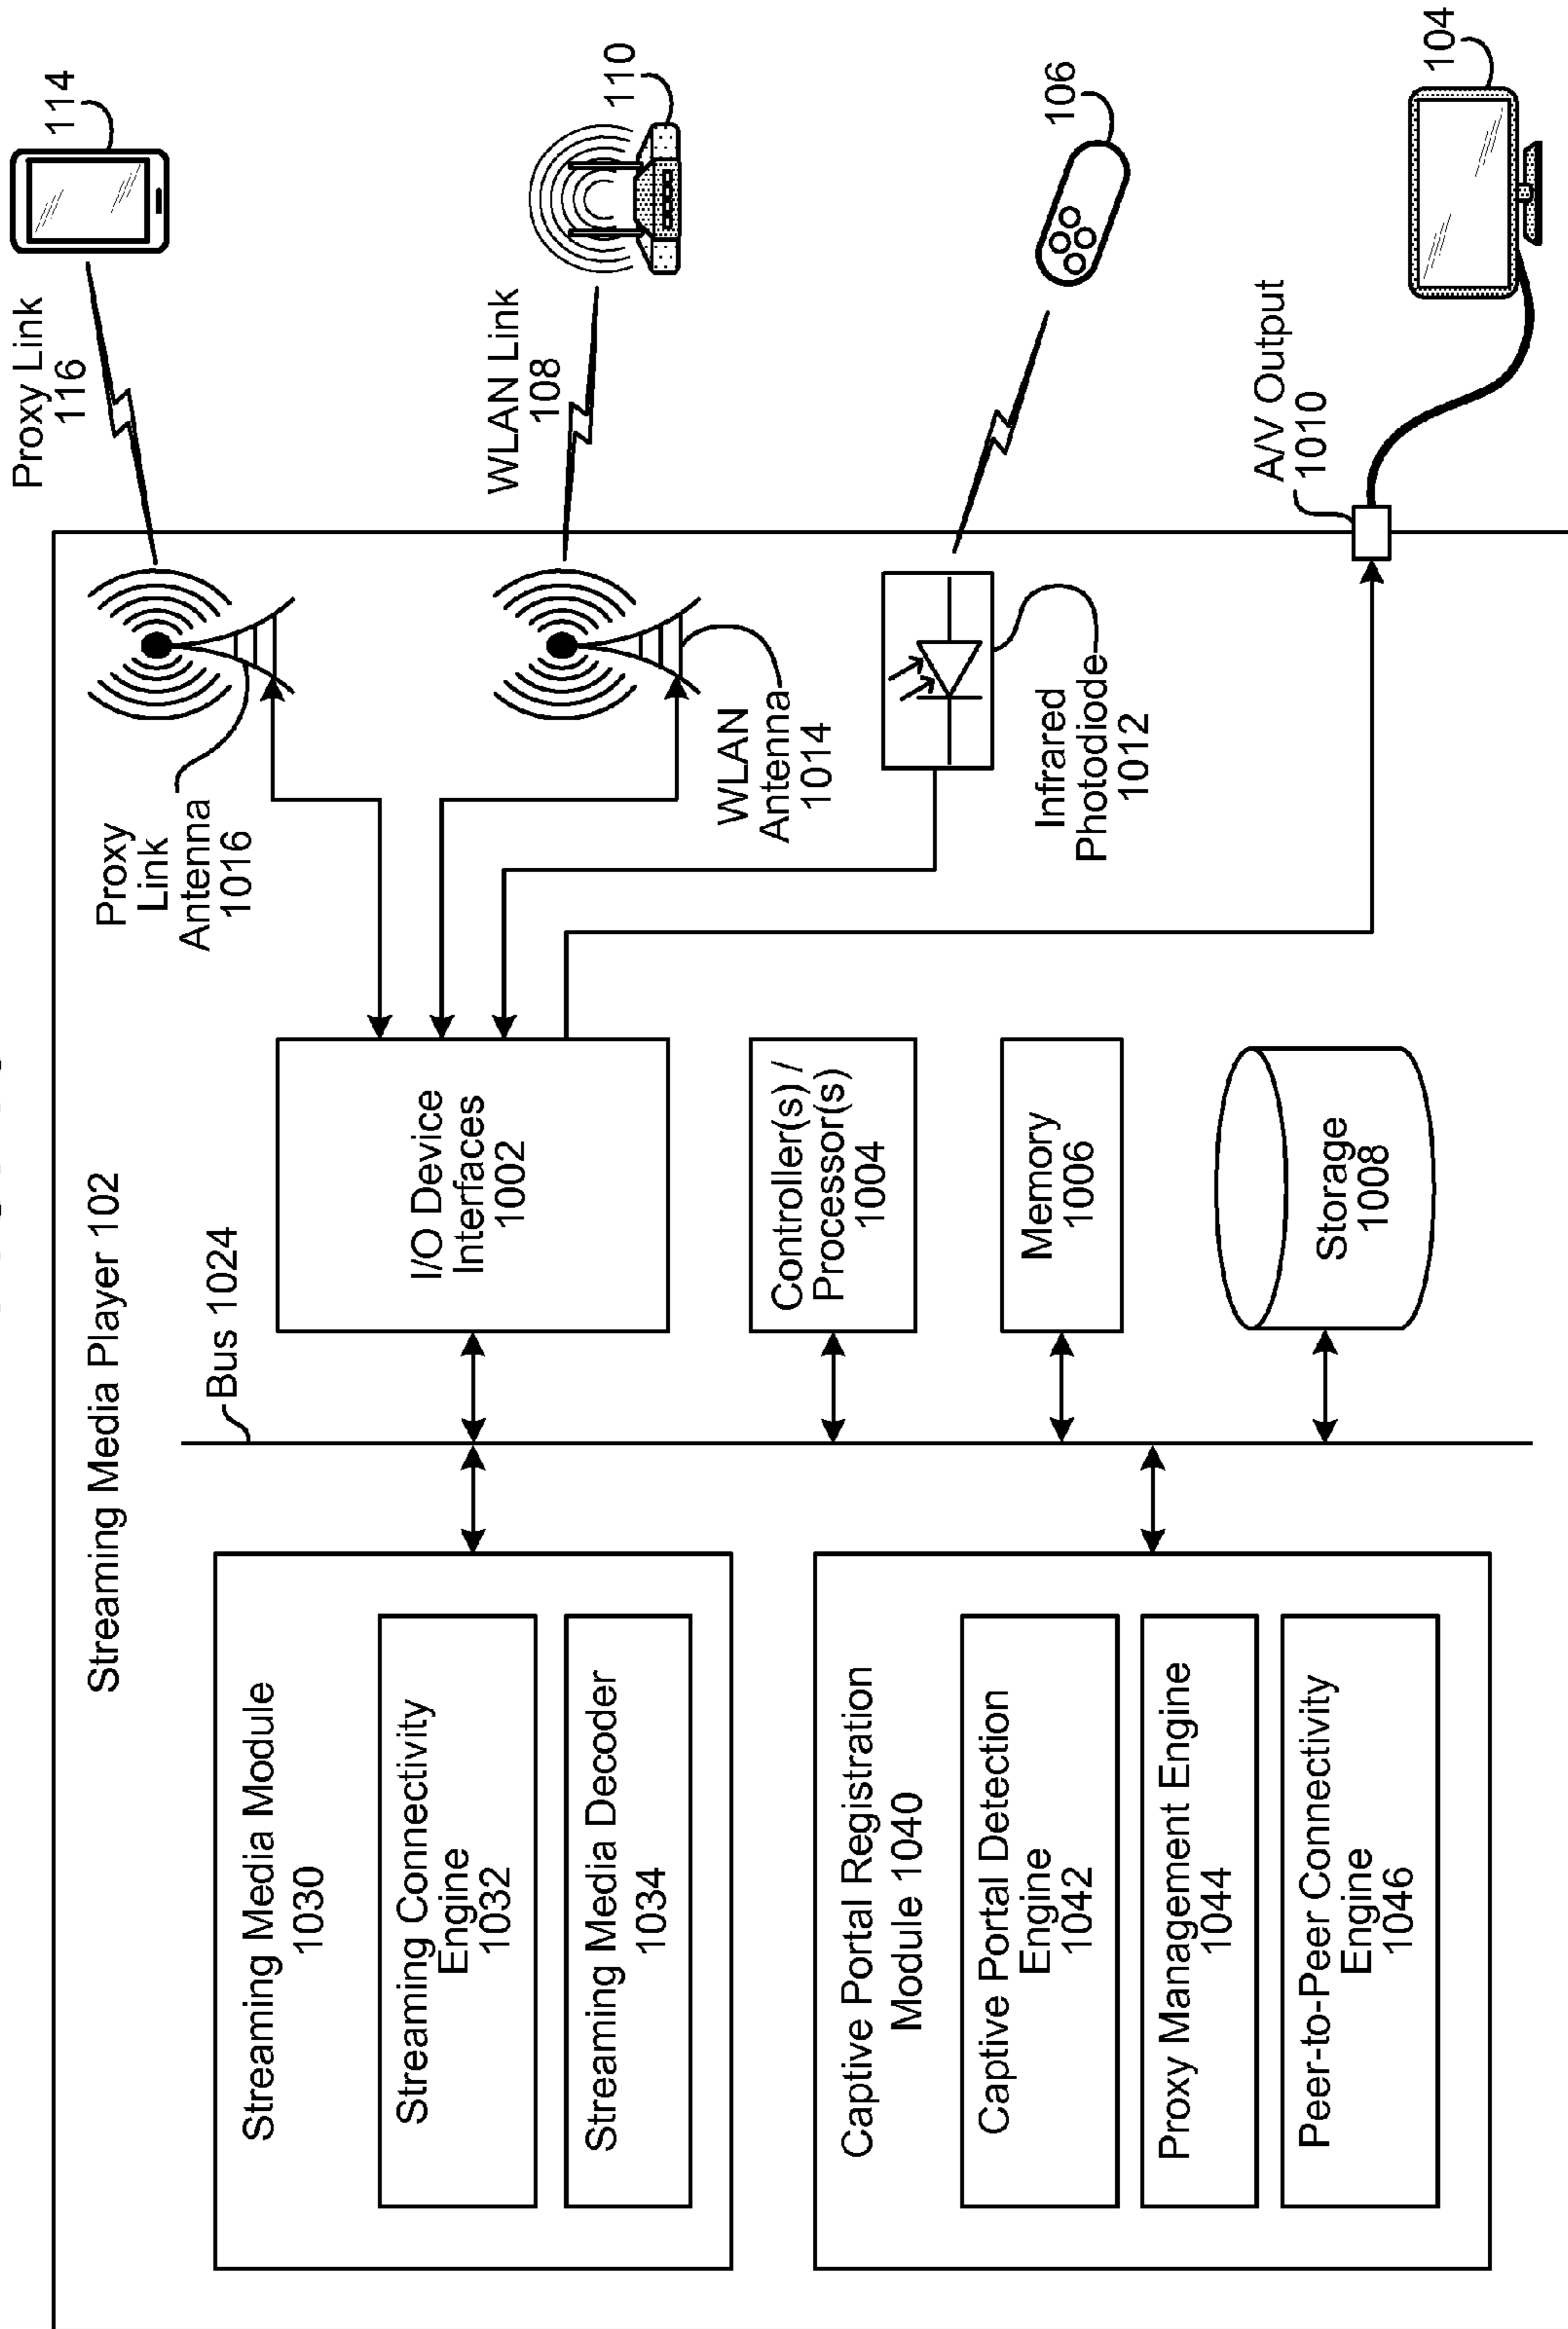 Streaming Media Player 102
Bus 1024
Streaming Media Module
1030
Streaming Connectivity
Engine
1032
Streaming Media Decoder
1034
Captive Portal Registration
Module 1040
Captive Portal Detection
Engine
1042
Proxy Management Engine
1044
Peer-to-Peer Connectivity
Engine
1046
I/O Device
Interfaces
1002
Controller(s) /
Processor(s)
1004
Memory
1006
Storage
1008
Proxy
Link
Antenna
1016
WLAN
Antenna
1014
Infrared
Photodiode
1012
A/V Output
1010
Proxy Link
116
WLAN Link
108
114
110
106
104